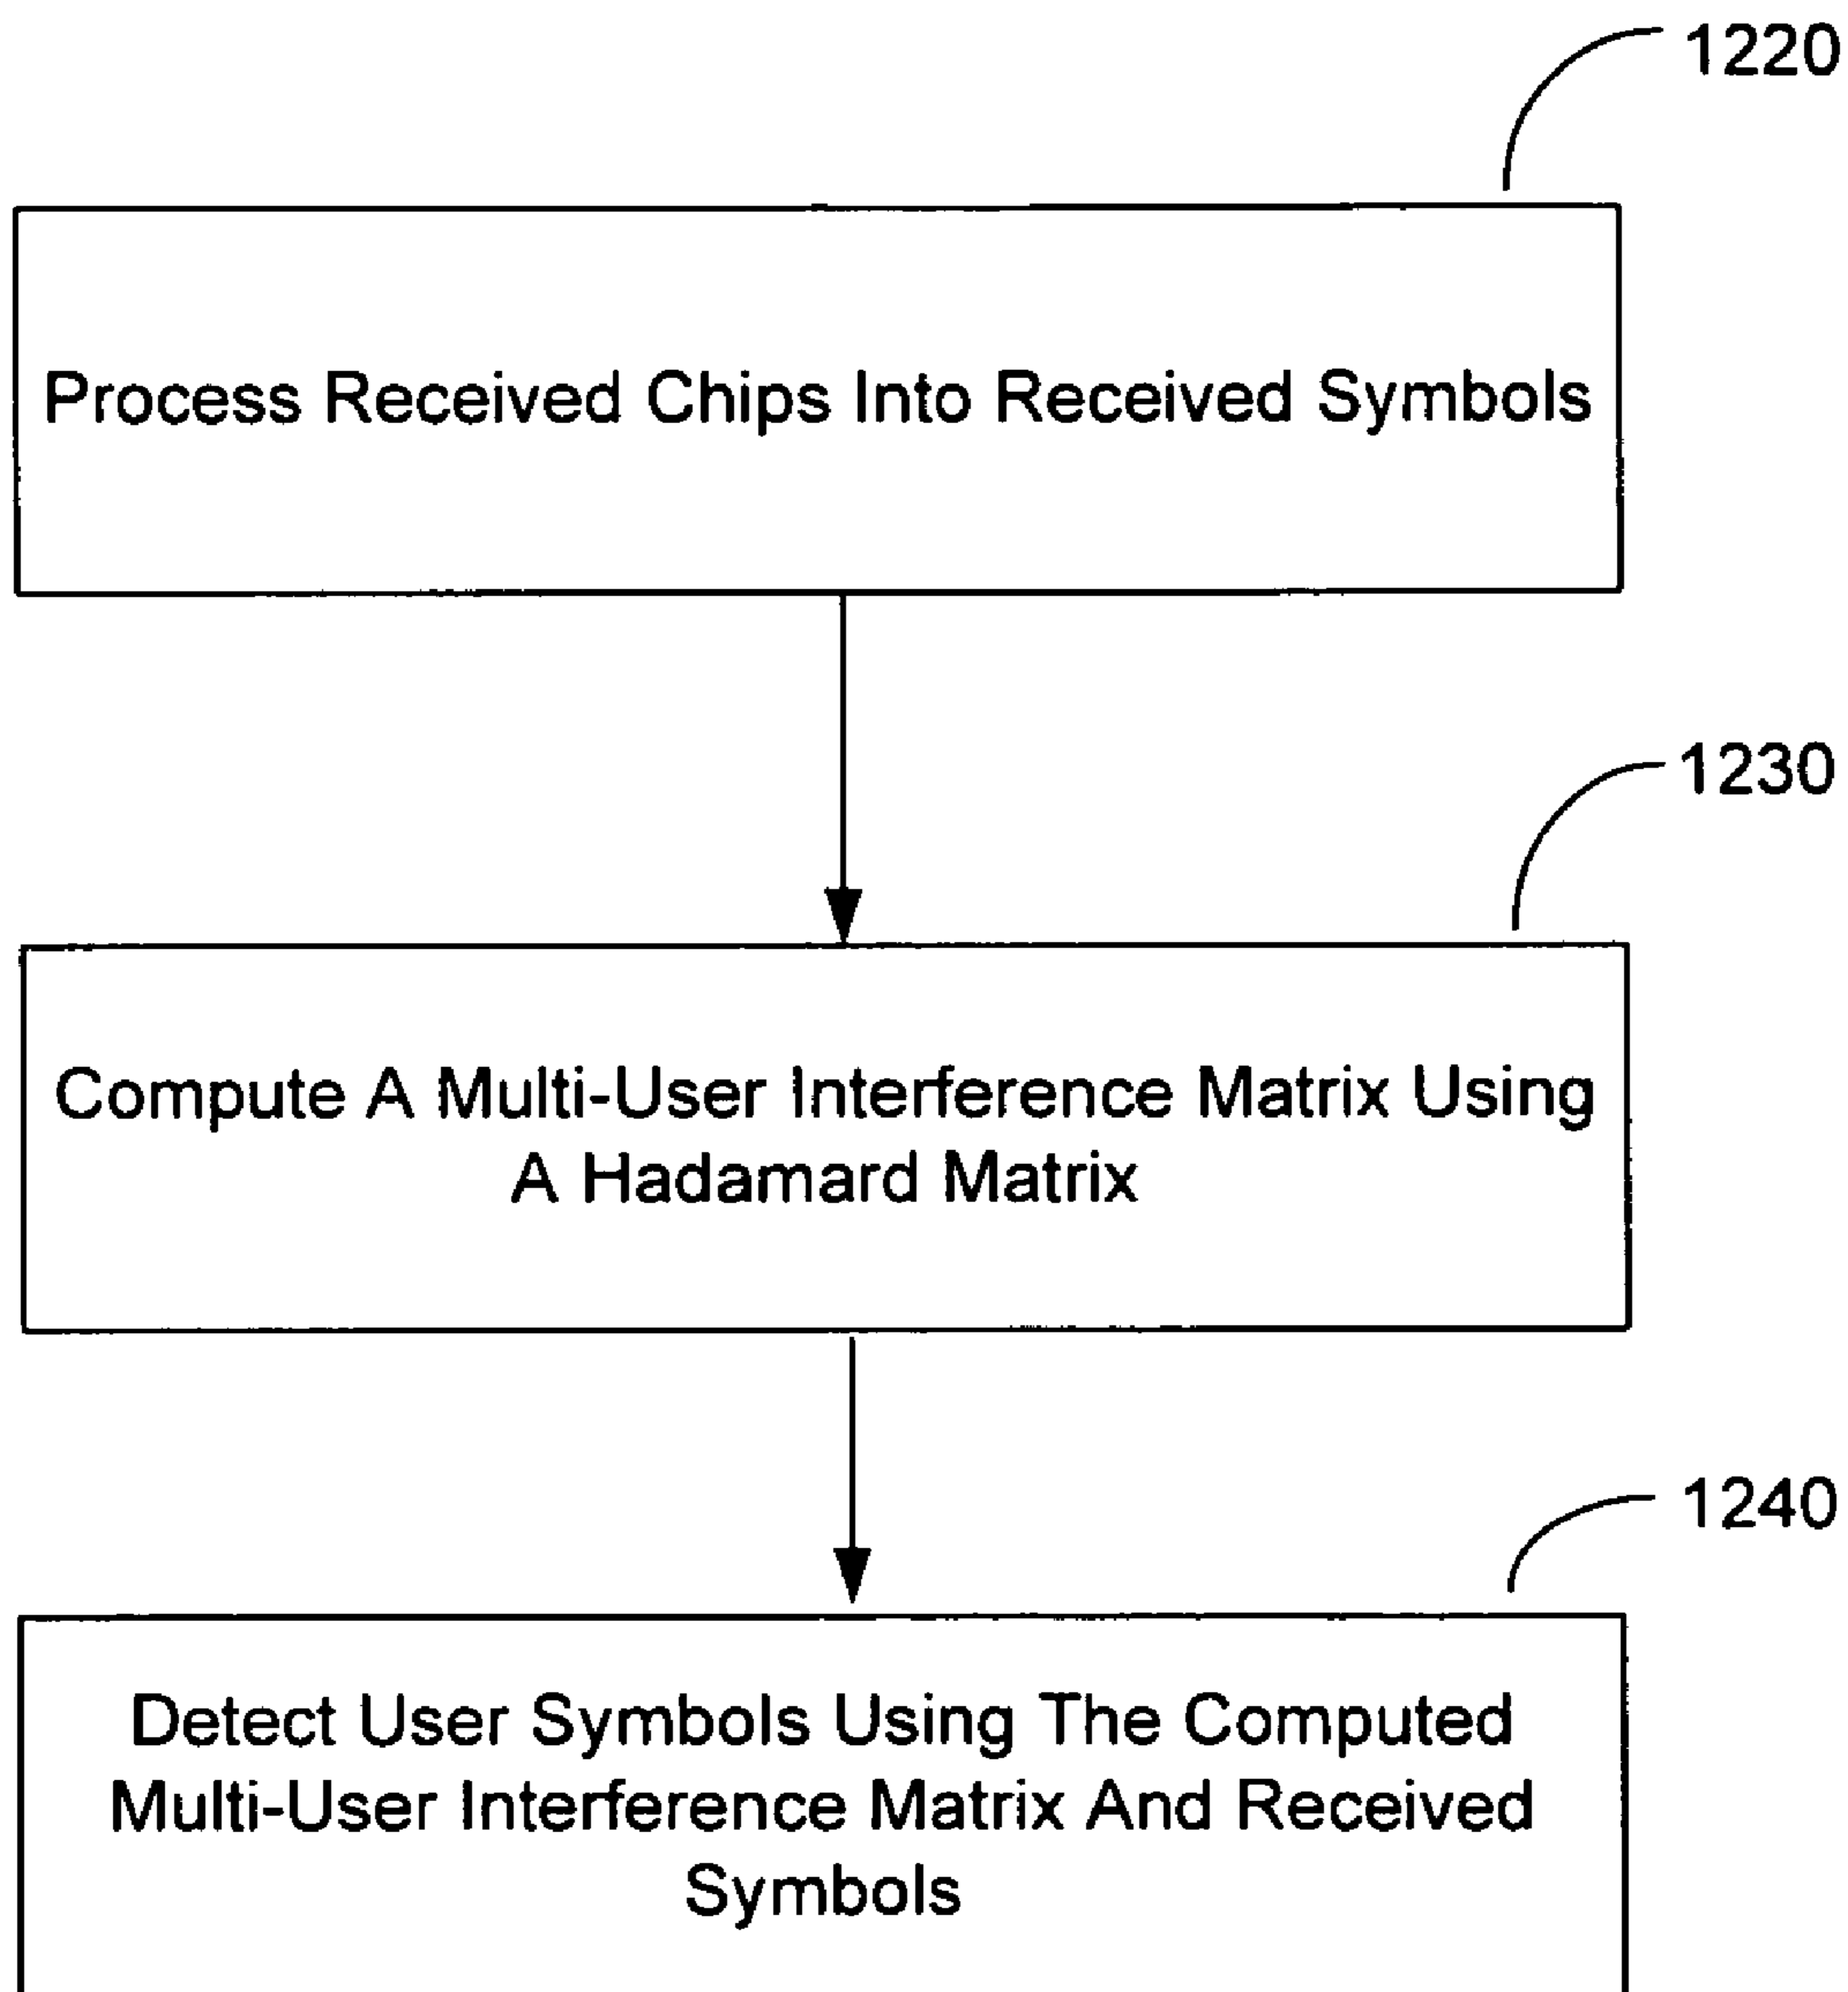 1220
Process Received Chips Into Received Symbols
1230
Compute A Multi-User Interference Matrix Using
A Hadamard Matrix
1240
Detect User Symbols Using The Computed
Multi-User Interference Matrix And Received
Symbols